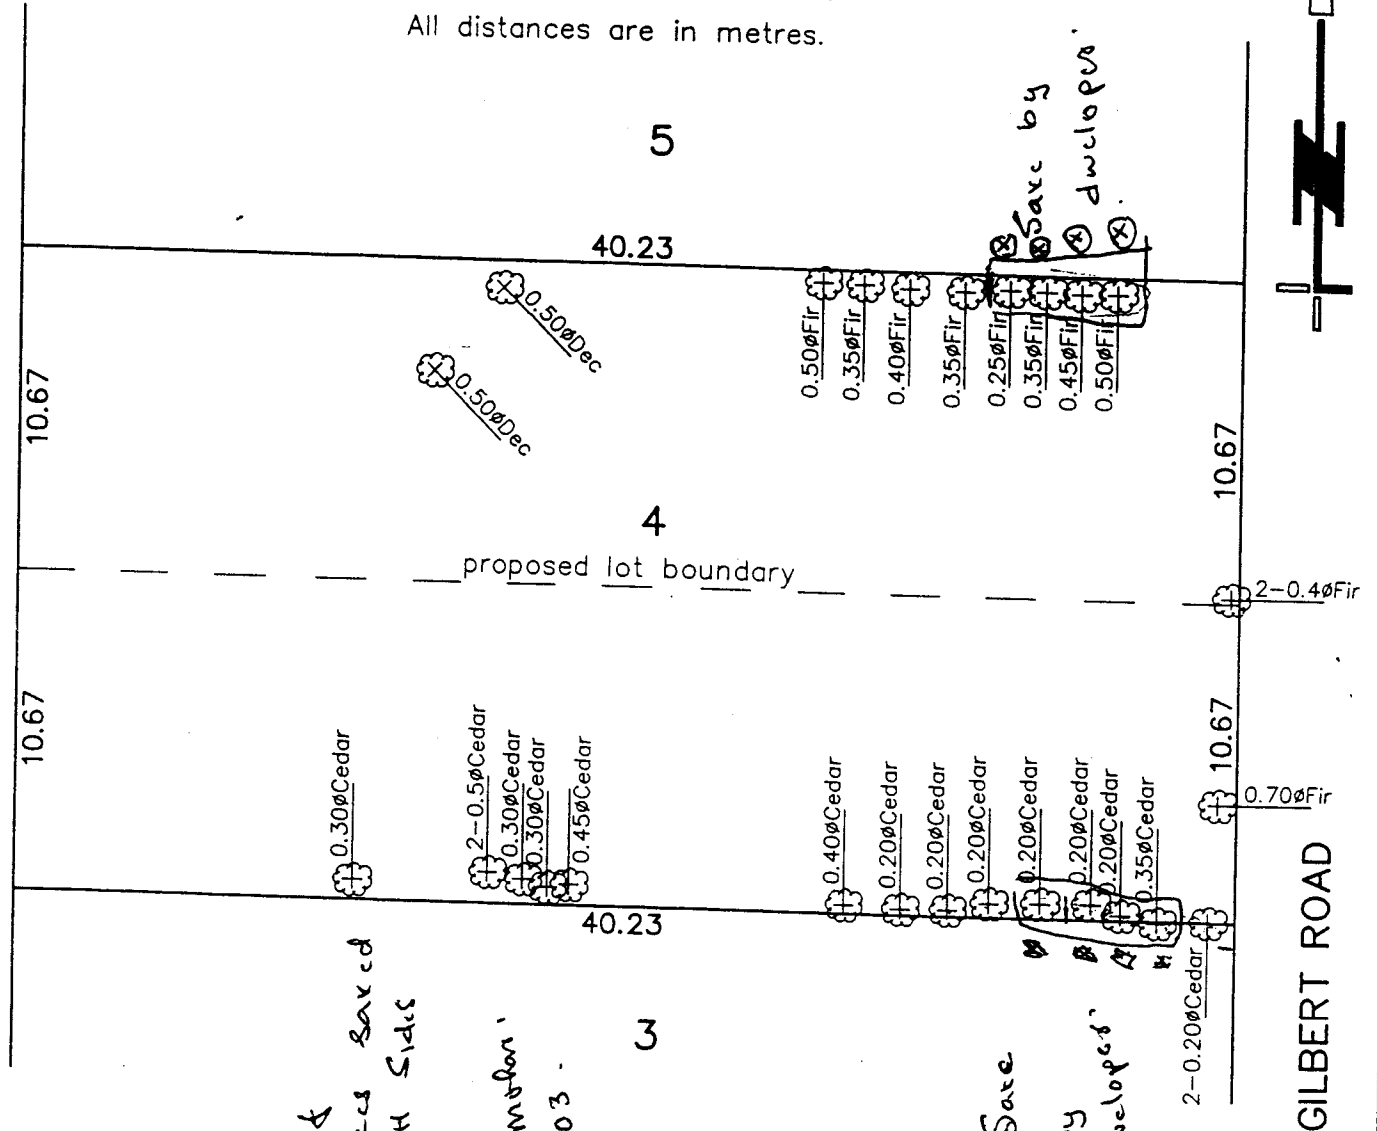 All distances are in metres.
5
Save by
developer
40.23
0.50øDec
0.50øDec
0.50øFir
0.35øFir
0.40øFir
0.35øFir
0.25øFir
0.35øFir
0.45øFir
0.50øFir
10.67
10.67
4
proposed lot boundary
2-0.4øFir
10.67
10.67
0.70øFir
0.30øCedar
2-0.5øCedar
0.30øCedar
0.30øCedar
0.45øCedar
0.40øCedar
0.20øCedar
0.20øCedar
0.20øCedar
0.20øCedar
0.20øCedar
0.20øCedar
0.35øCedar
2-0.20øCedar
40.23
3
GILBERT ROAD
saved
sides
03.
Save